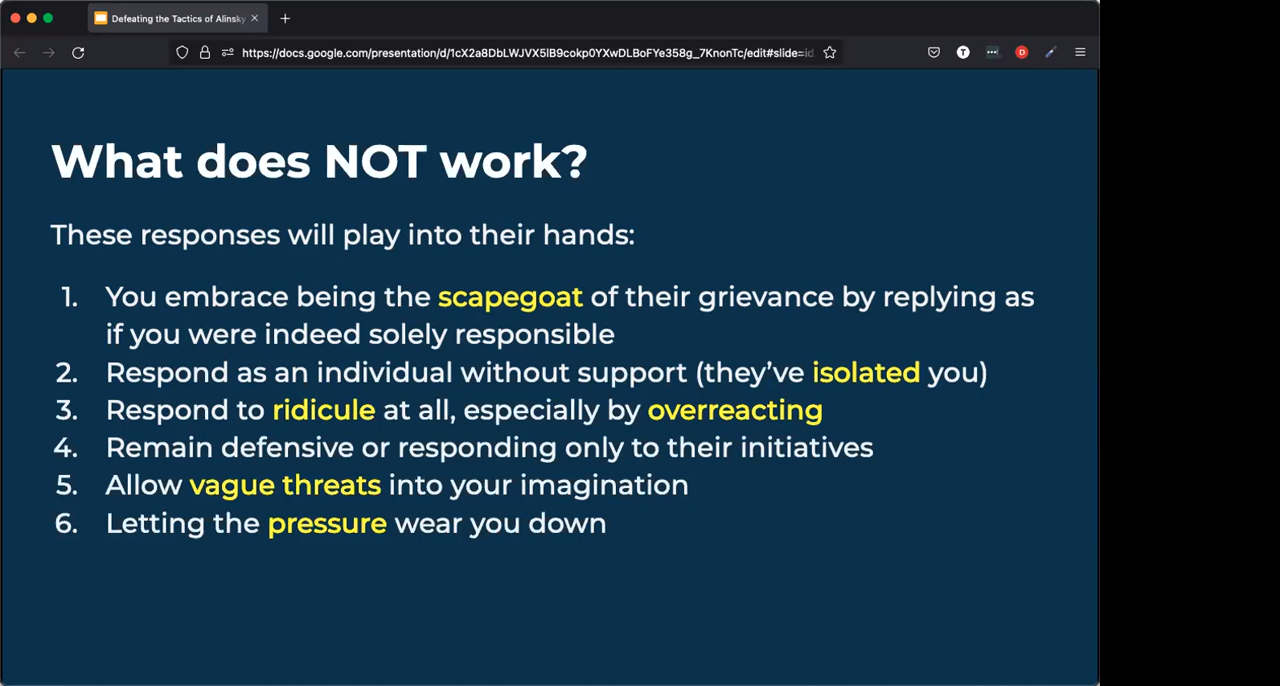 Defeating the Tactics of Alinsky
https://docs.google.com/presentation/d/1cX2a8DbLWJVX5lB9cokp0YXwDLBoFYe358g_7KnonTc/edit#slide=id
T
D
What does NOT work?
These responses will play into their hands:
1. You embrace being the scapegoat of their grievance by replying as
if you were indeed solely responsible
2. Respond as an individual without support (they’ve isolated you)
3. Respond to ridicule at all, especially by overreacting
4. Remain defensive or responding only to their initiatives
5. Allow vague threats into your imagination
6. Letting the pressure wear you down